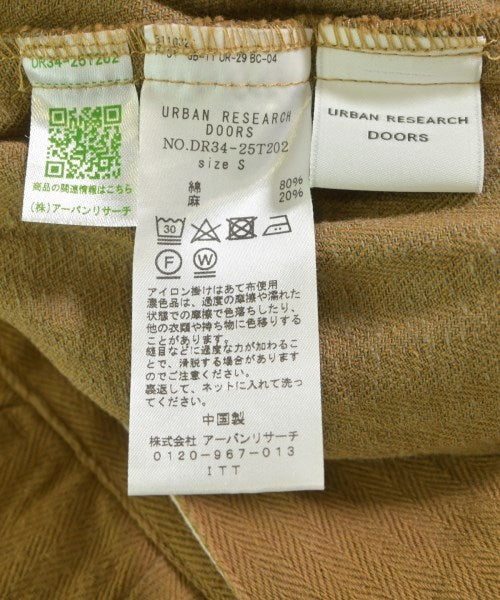 DR34-25T202
商品の関連情報はこちら
(株)アーバンリサーチ
UR-29 BC-04
URBAN RESEARCH
DOORS
NO.DR34-25T202
size S
綿 80%
麻 20%
30
F
W
アイロン掛けはあて布使用
濃色品は、過度の摩擦や濡れた
状態での摩擦で色落ちしたり、
他の衣類や持ち物に色移りする
ことがあります。
縫目などに過度な力が加わるこ
とで、滑脱する場合があります
のでご注意ください。
裏返して、ネットに入れて洗っ
てください。
中国製
株式会社 アーバンリサーチ
0120-967-013
ITT
URBAN RESEARCH
DOORS